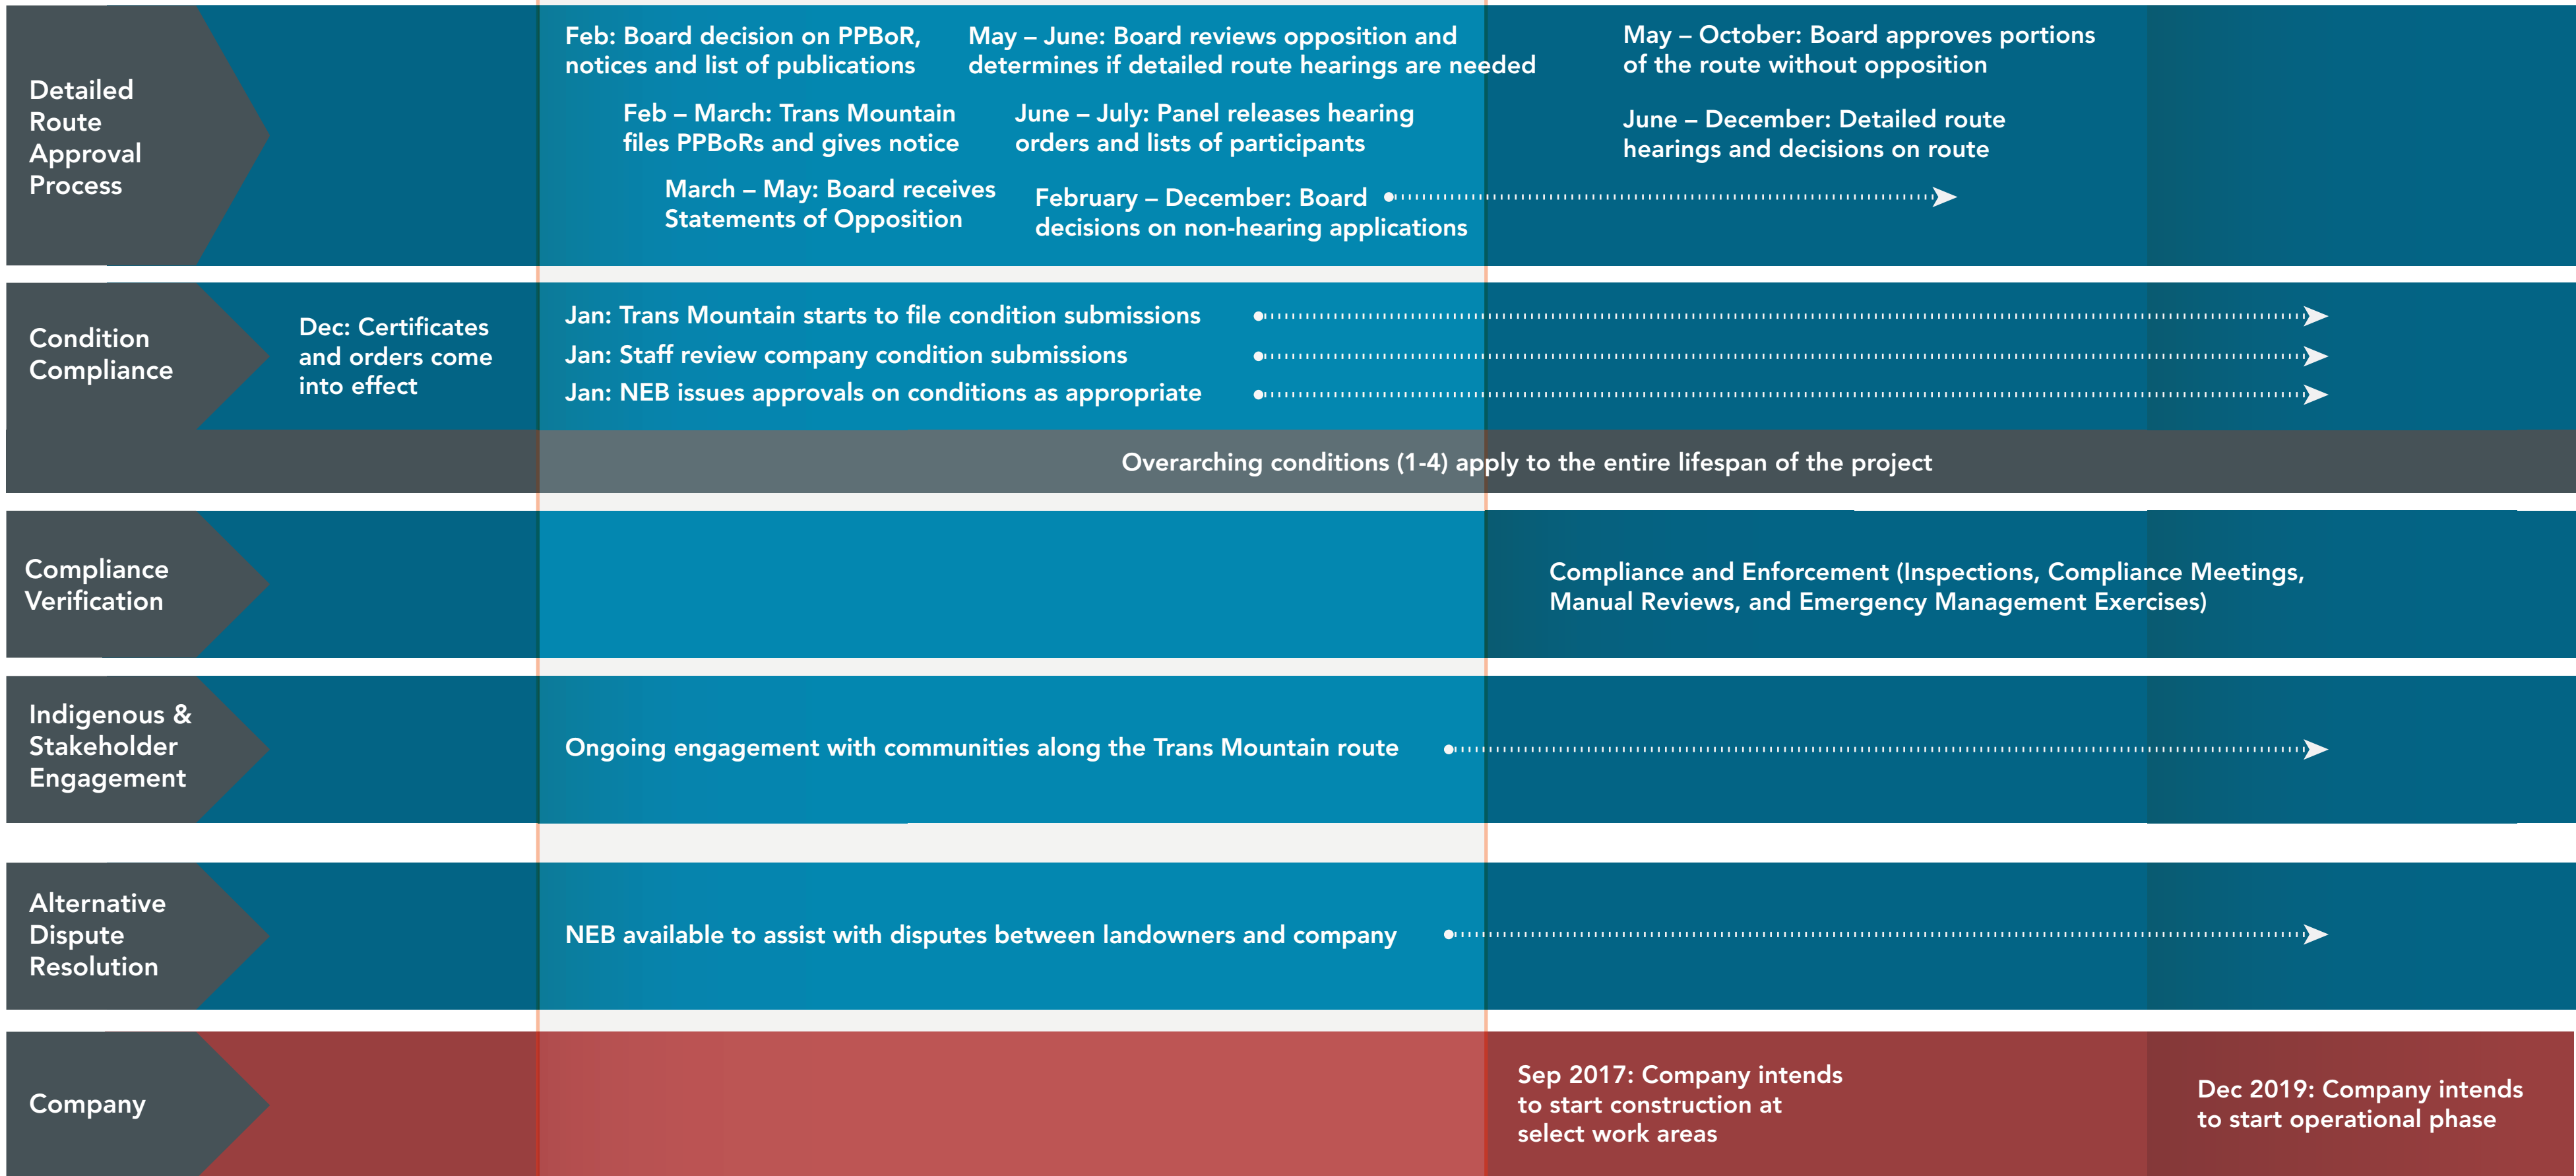 Detailed
Route
Approval
Process
Feb: Board decision on PPBoR,
notices and list of publications
Feb – March: Trans Mountain
files PPBoRs and gives notice
March – May: Board receives
Statements of Opposition
May – June: Board reviews opposition and
determines if detailed route hearings are needed
June – July: Panel releases hearing
orders and lists of participants
February – December: Board
decisions on non-hearing applications
May – October: Board approves portions
of the route without opposition
June – December: Detailed route
hearings and decisions on route
Condition
Compliance
Dec: Certificates
and orders come
into effect
Jan: Trans Mountain starts to file condition submissions
Jan: Staff review company condition submissions
Jan: NEB issues approvals on conditions as appropriate
Overarching conditions (1-4) apply to the entire lifespan of the project
Compliance
Verification
Compliance and Enforcement (Inspections, Compliance Meetings,
Manual Reviews, and Emergency Management Exercises)
Indigenous &
Stakeholder
Engagement
Ongoing engagement with communities along the Trans Mountain route
Alternative
Dispute
Resolution
NEB available to assist with disputes between landowners and company
Company
Sep 2017: Company intends
to start construction at
select work areas
Dec 2019: Company intends
to start operational phase